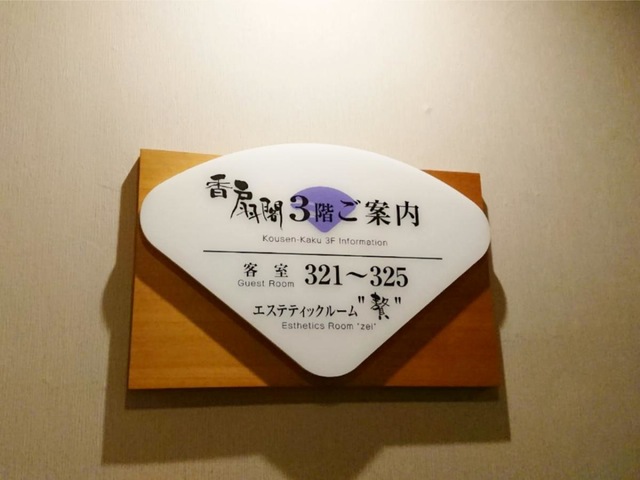 香扇閣3階ご案内
Kousen-Kaku 3F Information
客室 321～325
Guest Room
エステティックルーム"贅"
Esthetics Room "zei"